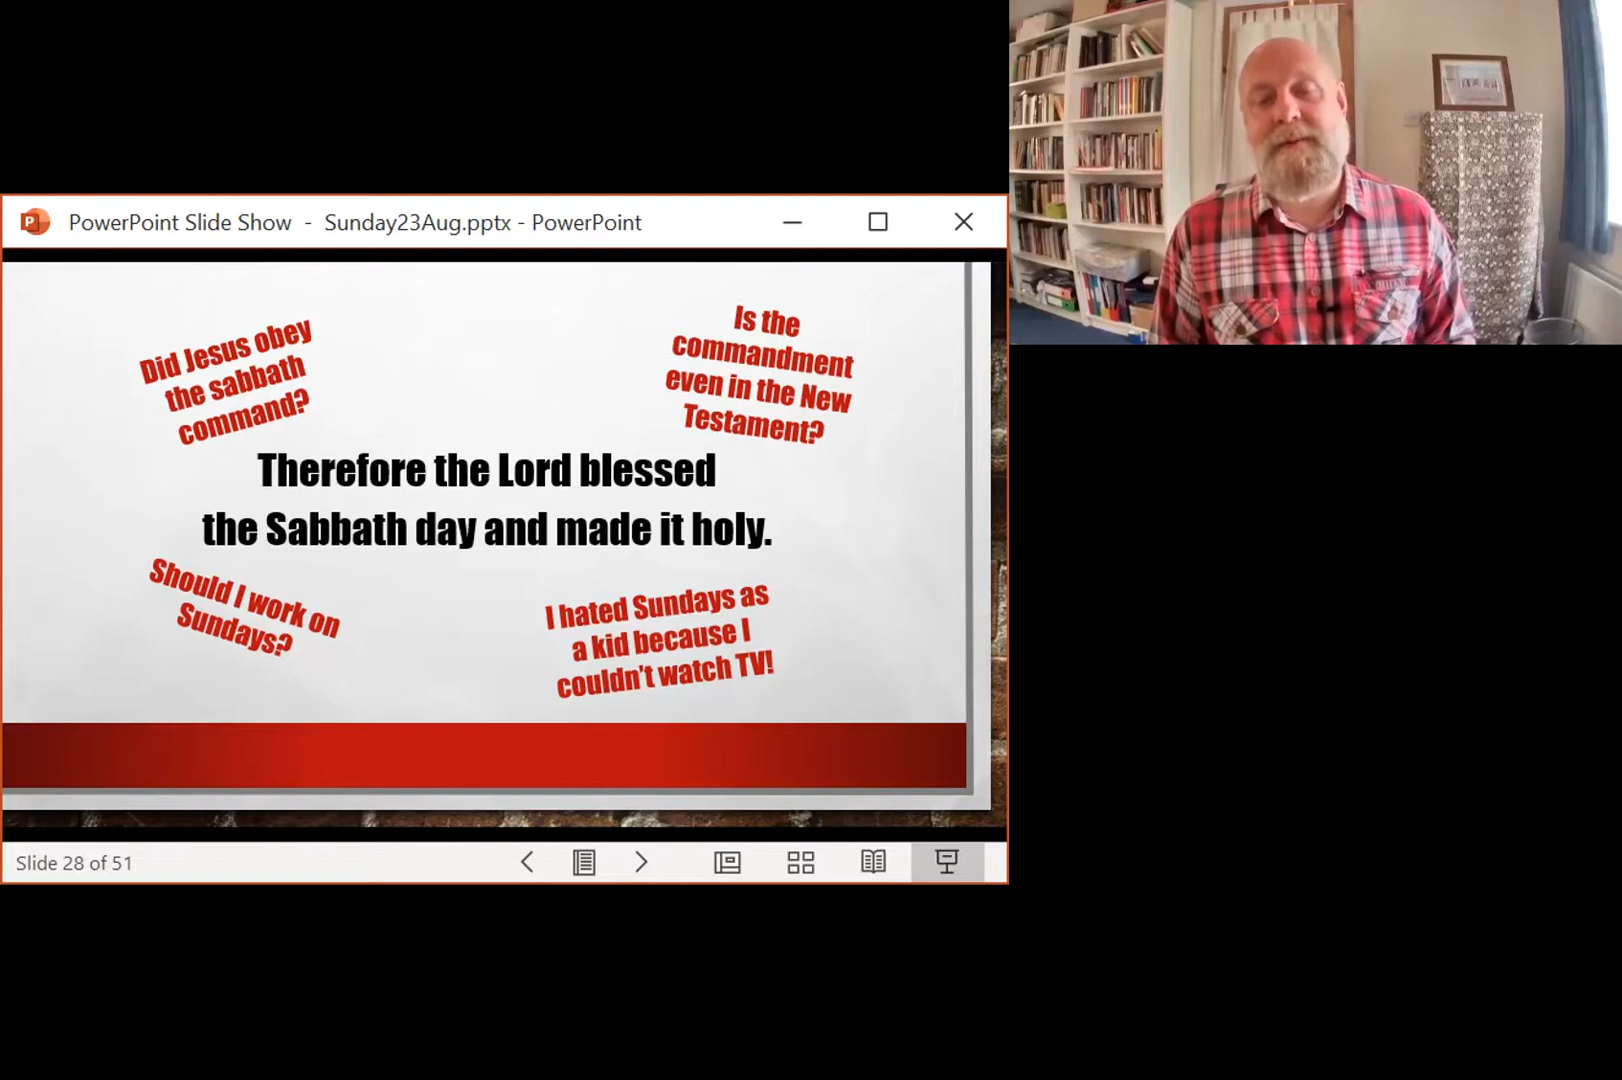 PowerPoint Slide Show - Sunday23Aug.pptx - PowerPoint
Did Jesus obey
the sabbath
command?
Is the
commandment
even in the New
Testament?
Therefore the Lord blessed
the Sabbath day and made it holy.
Should I work on
Sundays?
I hated Sundays as
a kid because I
couldn't watch TV!
Slide 28 of 51